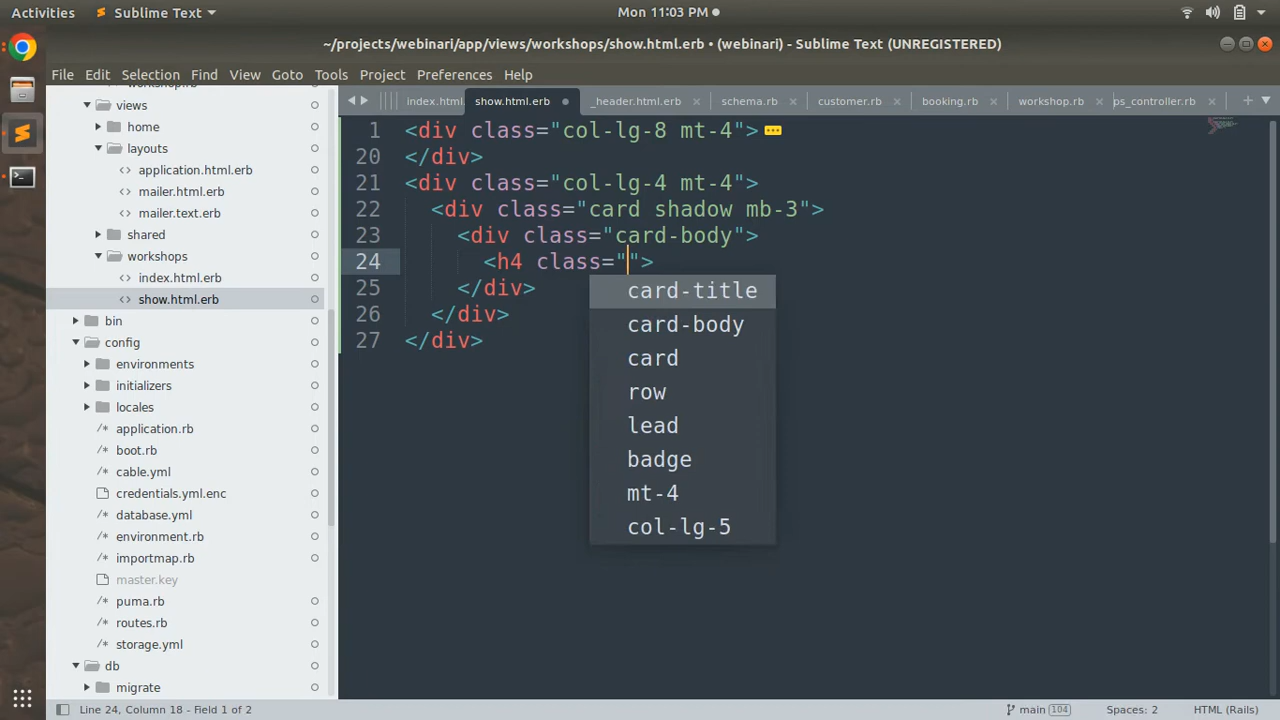 Activities
Sublime Text
Mon 11:03 PM
~/projects/webinari/app/views/workshops/show.html.erb • (webinari) - Sublime Text (UNREGISTERED)
File Edit Selection Find View Goto Tools Project Preferences Help
workshop.rb
views
home
layouts
application.html.erb
mailer.html.erb
mailer.text.erb
shared
workshops
index.html.erb
show.html.erb
bin
config
environments
initializers
locales
application.rb
boot.rb
cable.yml
credentials.yml.enc
database.yml
environment.rb
importmap.rb
master.key
puma.rb
routes.rb
storage.yml
db
migrate
index.html. show.html.erb _header.html.erb schema.rb customer.rb booking.rb workshop.rb ps_controller.rb
1 <div class="col-lg-8 mt-4">
20 </div>
21 <div class="col-lg-4 mt-4">
22 <div class="card shadow mb-3">
23 <div class="card-body">
24 <h4 class="">
25 </div>
26 </div>
27 </div>
card-title
card-body
card
row
lead
badge
mt-4
col-lg-5
Line 24, Column 18 - Field 1 of 2
main 104
Spaces: 2
HTML (Rails)